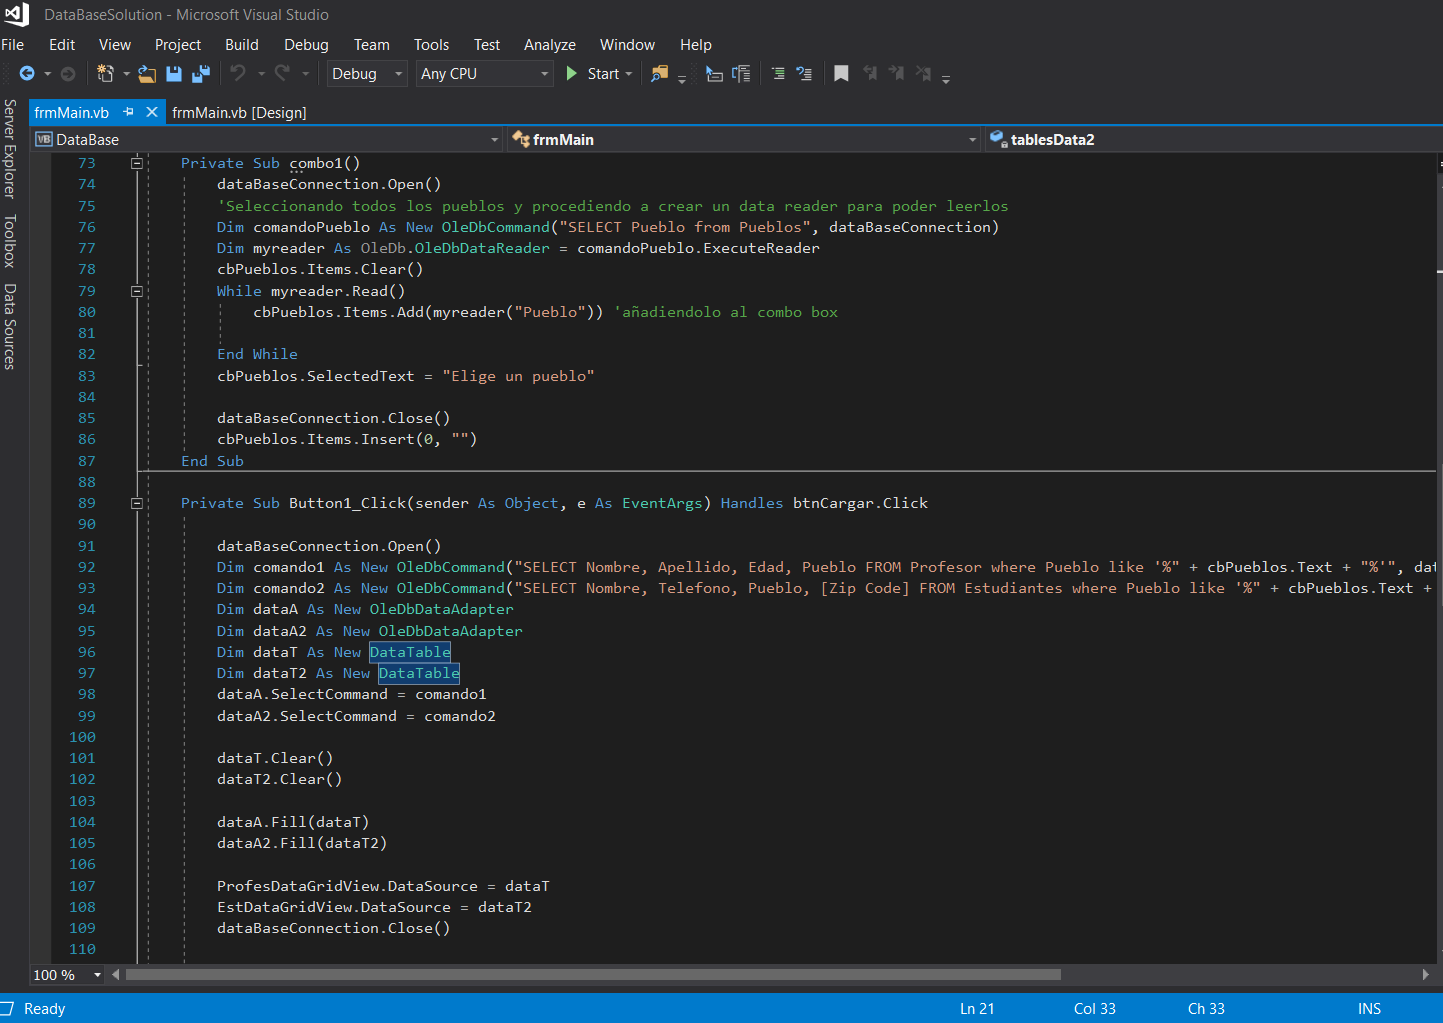 DataBaseSolution - Microsoft Visual Studio
File Edit View Project Build Debug Team Tools Test Analyze Window Help
Debug Any CPU Start
Server Explorer
Toolbox
Data Sources
frmMain.vb frmMain.vb [Design]
VB DataBase frmMain tablesData2
73 Private Sub combo1()
74 dataBaseConnection.Open()
75 'Seleccionando todos los pueblos y procediendo a crear un data reader para poder leerlos
76 Dim comandoPueblo As New OleDbCommand("SELECT Pueblo from Pueblos", dataBaseConnection)
77 Dim myreader As OleDb.OleDbDataReader = comandoPueblo.ExecuteReader
78 cbPueblos.Items.Clear()
79 While myreader.Read()
80 cbPueblos.Items.Add(myreader("Pueblo")) 'añadiendolo al combo box
81
82 End While
83 cbPueblos.SelectedText = "Elige un pueblo"
84
85 dataBaseConnection.Close()
86 cbPueblos.Items.Insert(0, "")
87 End Sub
88
89 Private Sub Button1_Click(sender As Object, e As EventArgs) Handles btnCargar.Click
90
91 dataBaseConnection.Open()
92 Dim comando1 As New OleDbCommand("SELECT Nombre, Apellido, Edad, Pueblo FROM Profesor where Pueblo like '%" + cbPueblos.Text + "%'", dat
93 Dim comando2 As New OleDbCommand("SELECT Nombre, Telefono, Pueblo, [Zip Code] FROM Estudiantes where Pueblo like '%" + cbPueblos.Text +
94 Dim dataA As New OleDbDataAdapter
95 Dim dataA2 As New OleDbDataAdapter
96 Dim dataT As New DataTable
97 Dim dataT2 As New DataTable
98 dataA.SelectCommand = comando1
99 dataA2.SelectCommand = comando2
100
101 dataT.Clear()
102 dataT2.Clear()
103
104 dataA.Fill(dataT)
105 dataA2.Fill(dataT2)
106
107 ProfesDataGridView.DataSource = dataT
108 EstDataGridView.DataSource = dataT2
109 dataBaseConnection.Close()
110
100 %
Ready Ln 21 Col 33 Ch 33 INS